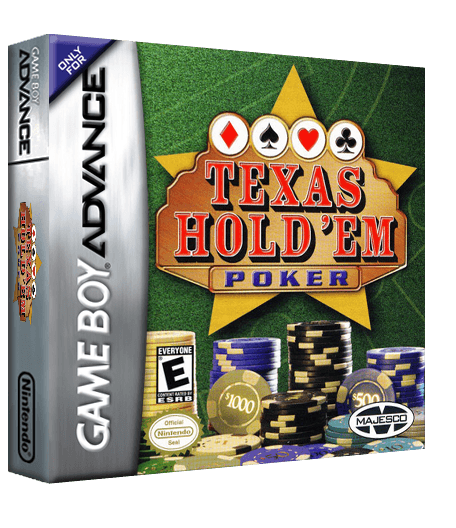 GAME BOY
ADVANCE
Nintendo
ONLY
FOR
GAME BOY ADVANCE
TEXAS
HOLD 'EM
POKER
EVERYONE
E
CONTENT RATED BY
ESRB
Official
Nintendo
Seal
$1000
$500
MAJESCO